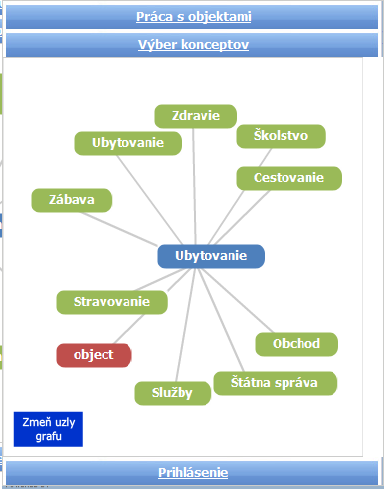 Práca s objektami
Výber konceptov
Zdravie
Školstvo
Ubytovanie
Cestovanie
Zábava
Ubytovanie
Stravovanie
Obchod
object
Štátna správa
Služby
Zmeň uzly
grafu
Prihlásenie